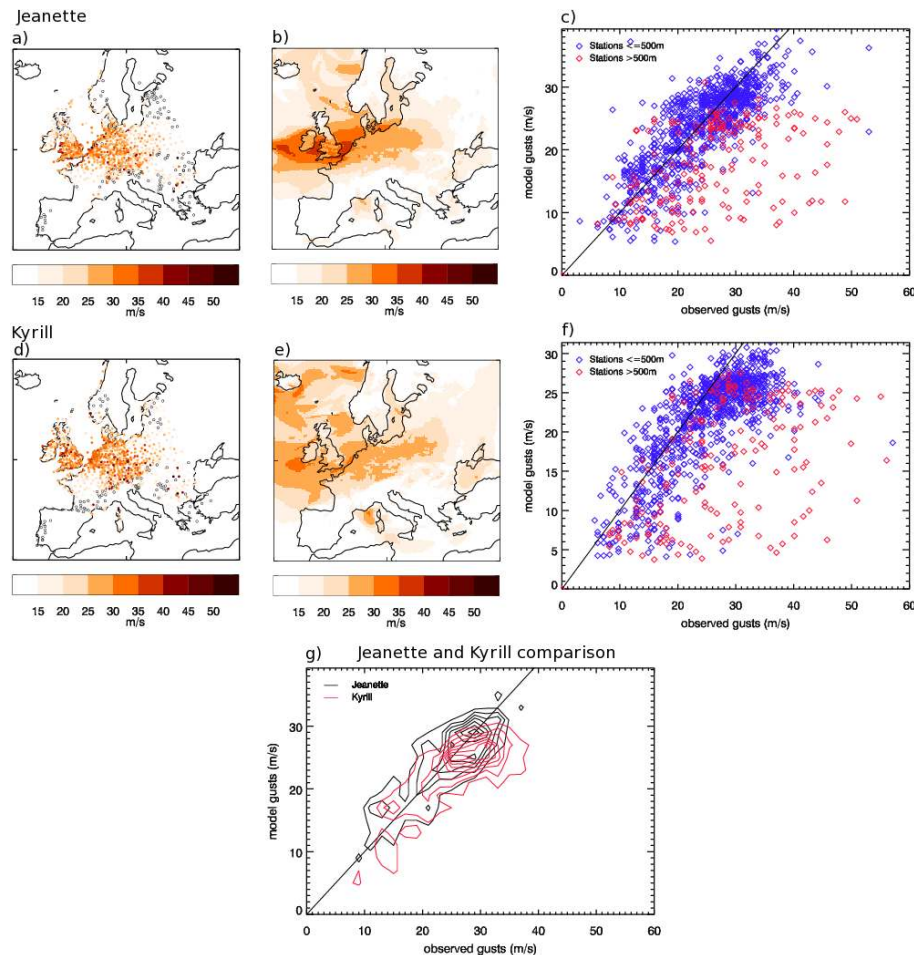 Jeanette
a)
b)
c)
Stations <=500m
Stations >500m
model gusts (m/s)
30
20
10
0
0 10 20 30 40 50 60
observed gusts (m/s)
15 20 25 30 35 40 45 50
m/s
15 20 25 30 35 40 45 50
m/s
Kyrill
d)
e)
f)
Stations <=500m
Stations >500m
model gusts (m/s)
30
25
20
15
10
5
0
0 10 20 30 40 50 60
observed gusts (m/s)
15 20 25 30 35 40 45 50
m/s
15 20 25 30 35 40 45 50
m/s
g) Jeanette and Kyrill comparison
Jeanette
Kyrill
model gusts (m/s)
30
20
10
0
0 10 20 30 40 50 60
observed gusts (m/s)